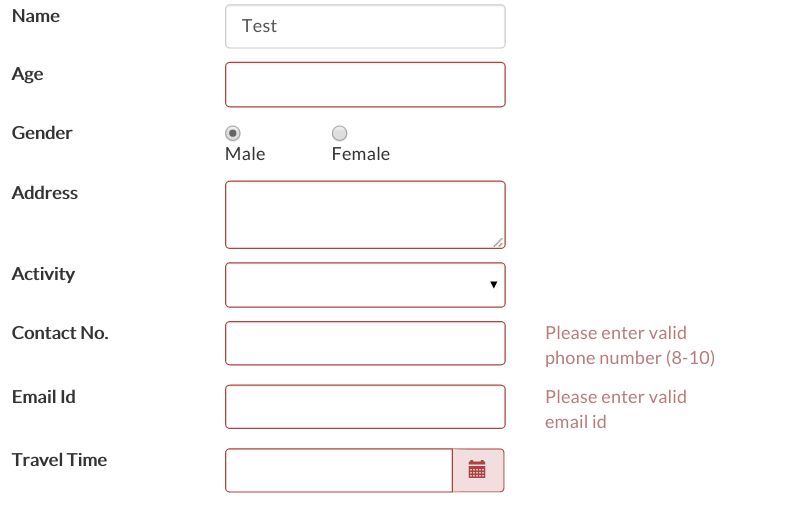 Name
Test
Age
Gender
Male Female
Address
Activity
Contact No.
Please enter valid
phone number (8-10)
Email Id
Please enter valid
email id
Travel Time